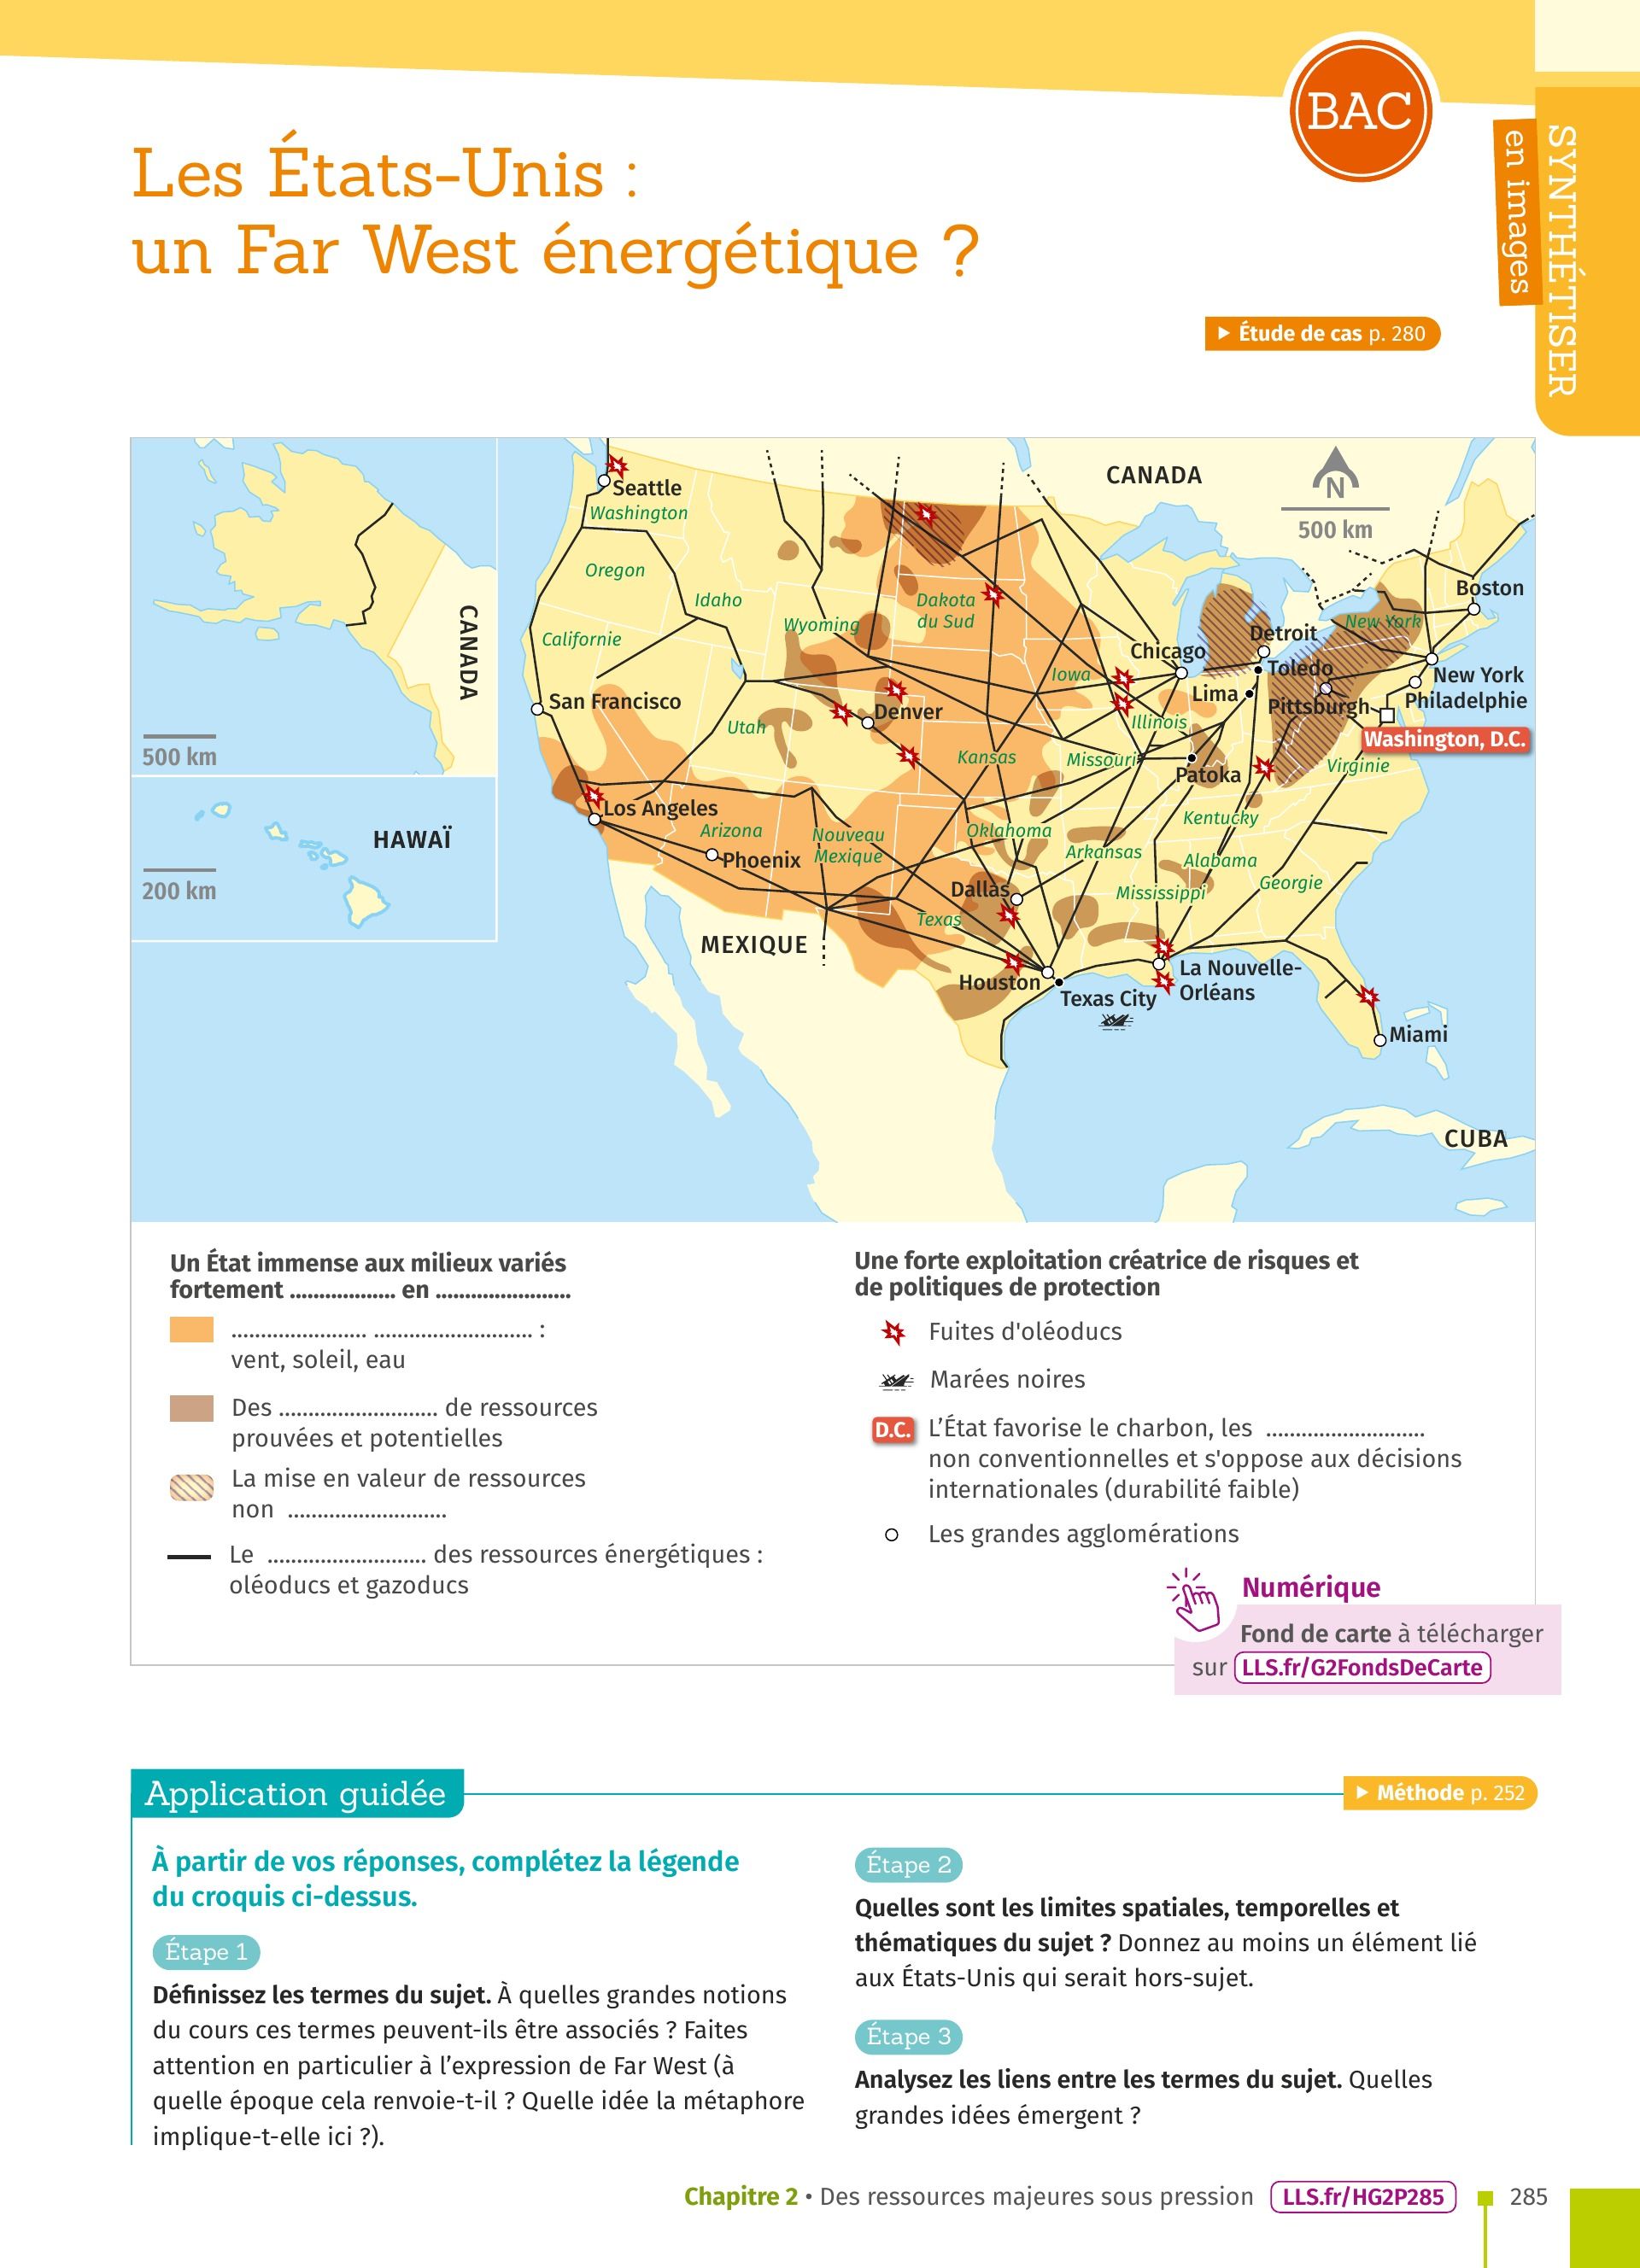 BAC
SYNTHÉTISER
en images
Les États-Unis :
un Far West énergétique ?
Étude de cas p. 280
CANADA
N
500 km
Seattle
Washington
Oregon
Idaho
Wyoming
Dakota
du Sud
Californie
CANADA
Boston
New York
Detroit
Chicago
Toledo
Iowa
New York
Philadelphie
Lima
Pittsburgh
San Francisco
Denver
Utah
Illinois
Washington, D.C.
Kansas
Missouri
Patoka
Virginie
500 km
Los Angeles
Kentucky
Arizona
Nouveau
Mexique
Oklahoma
Arkansas
Alabama
Phoenix
HAWAÏ
200 km
Dallas
Mississippi
Georgie
Texas
MEXIQUE
Houston
La Nouvelle-
Orléans
Texas City
Miami
CUBA
Un État immense aux milieux variés
fortement .................. en .......................
....................... ........................... :
vent, soleil, eau
Des ........................... de ressources
prouvées et potentielles
La mise en valeur de ressources
non ...........................
Le ........................... des ressources énergétiques :
oléoducs et gazoducs
Une forte exploitation créatrice de risques et
de politiques de protection
Fuites d'oléoducs
Marées noires
D.C. L’État favorise le charbon, les ...........................
non conventionnelles et s'oppose aux décisions
internationales (durabilité faible)
Les grandes agglomérations
Numérique
Fond de carte à télécharger
sur LLS.fr/G2FondsDeCarte
Application guidée
Méthode p. 252
À partir de vos réponses, complétez la légende
du croquis ci-dessus.
Étape 1
Définissez les termes du sujet. À quelles grandes notions
du cours ces termes peuvent-ils être associés ? Faites
attention en particulier à l’expression de Far West (à
quelle époque cela renvoie-t-il ? Quelle idée la métaphore
implique-t-elle ici ?).
Étape 2
Quelles sont les limites spatiales, temporelles et
thématiques du sujet ? Donnez au moins un élément lié
aux États-Unis qui serait hors-sujet.
Étape 3
Analysez les liens entre les termes du sujet. Quelles
grandes idées émergent ?
Chapitre 2 • Des ressources majeures sous pression LLS.fr/HG2P285 285